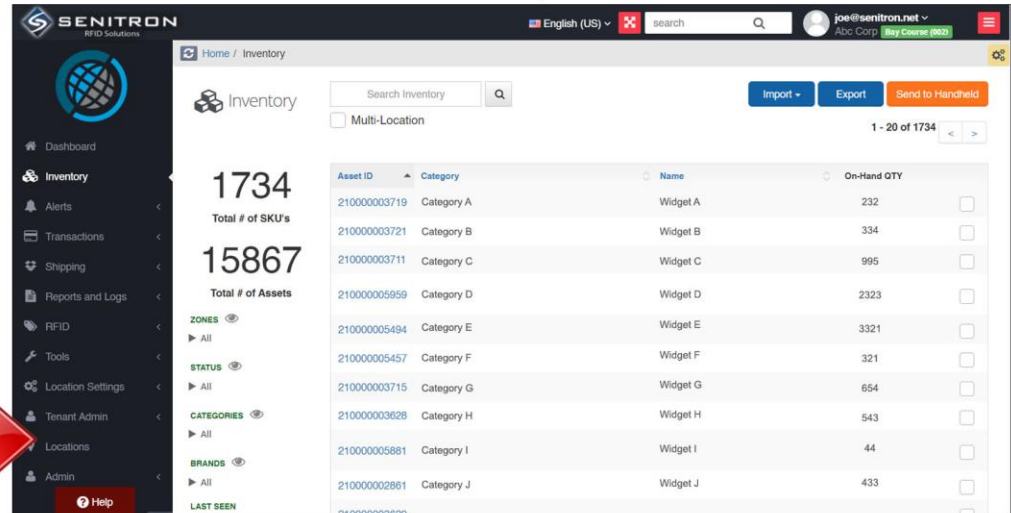 SENITRON
RFID Solutions
English (US)
search
joe@senitron.net
Abc Corp Bay Course (002)
Home / Inventory
Inventory
Search Inventory
Multi-Location
Import
Export
Send to Handheld
1 - 20 of 1734 < >
Dashboard
Inventory
Alerts
Transactions
Shipping
Reports and Logs
RFID
Tools
Location Settings
Tenant Admin
Locations
Admin
? Help
1734
Total # of SKU's
15867
Total # of Assets
ZONES
All
STATUS
All
CATEGORIES
All
BRANDS
All
LAST SEEN
Asset ID Category Name On-Hand QTY
210000003719 Category A Widget A 232
210000003721 Category B Widget B 334
210000003711 Category C Widget C 995
210000005959 Category D Widget D 2323
210000005494 Category E Widget E 3321
210000005457 Category F Widget F 321
210000003715 Category G Widget G 654
210000003628 Category H Widget H 543
210000005881 Category I Widget I 44
210000002861 Category J Widget J 433